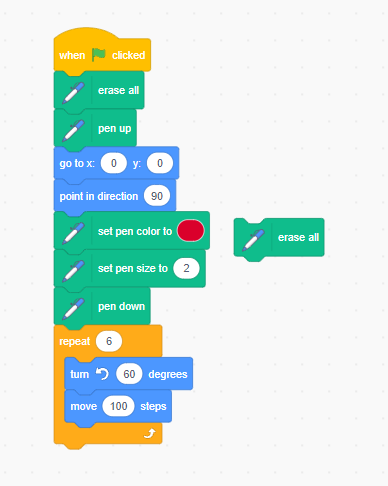 when clicked
erase all
pen up
go to x: 0 y: 0
point in direction 90
set pen color to
erase all
set pen size to 2
pen down
repeat 6
turn 60 degrees
move 100 steps